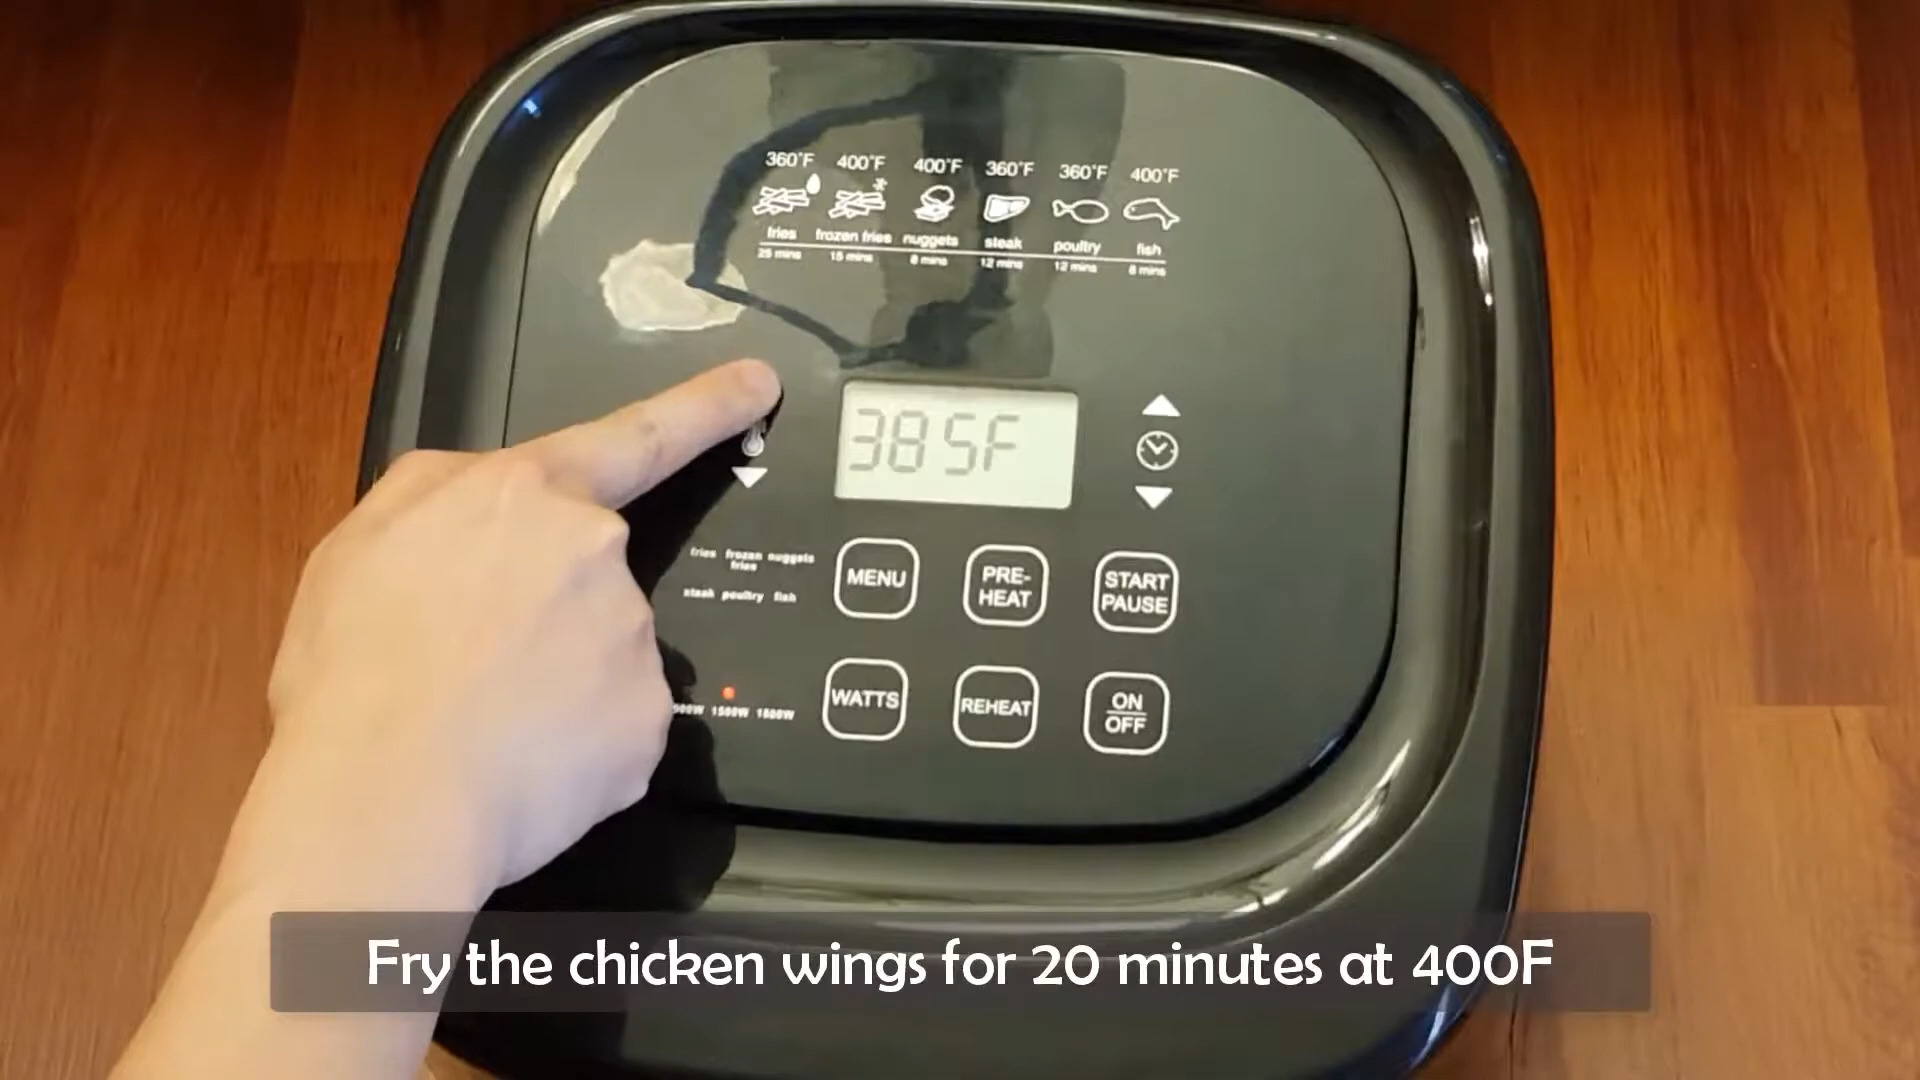 360°F 400°F 400°F 360°F 360°F 400°F
fries frozen fries nuggets steak poultry fish
25 mins 15 mins 8 mins 12 mins 12 mins 8 mins
385F
fries frozen fries nuggets
steak poultry fish
MENU
PRE-
HEAT
START
PAUSE
1500W 1800W
WATTS
REHEAT
ON
OFF
Fry the chicken wings for 20 minutes at 400F